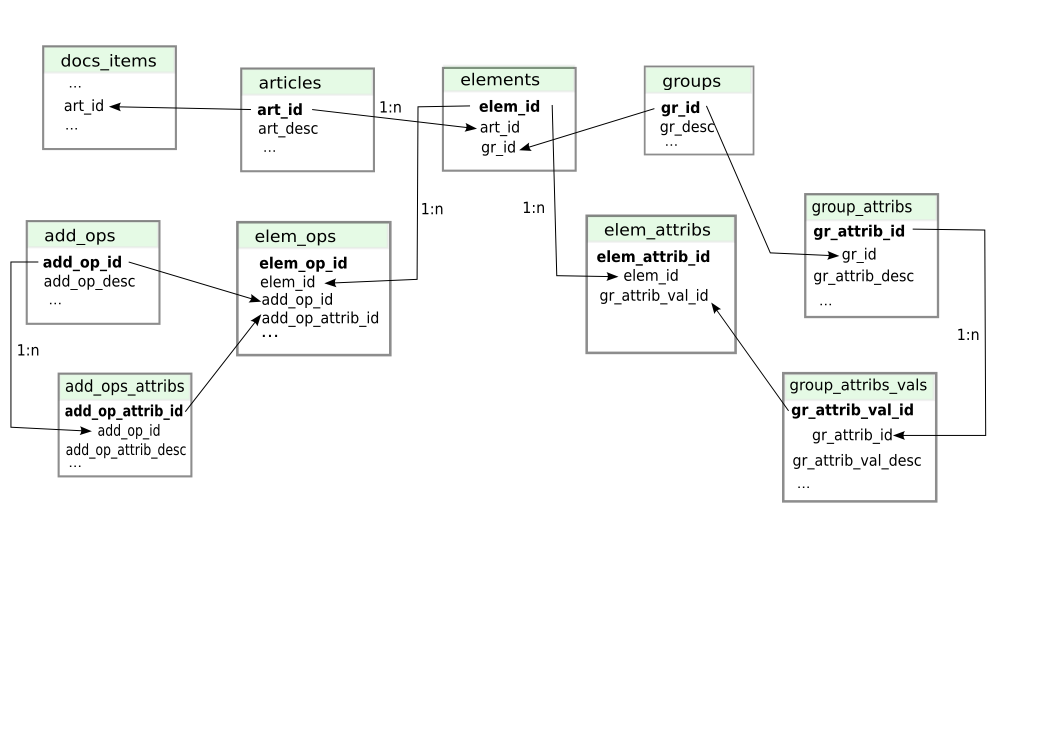 docs_items
...
art_id
...
articles
art_id
art_desc
...
1:n
elements
elem_id
art_id
gr_id
groups
gr_id
gr_desc
...
add_ops
add_op_id
add_op_desc
...
elem_ops
elem_op_id
elem_id
add_op_id
add_op_attrib_id
...
1:n
1:n
elem_attribs
elem_attrib_id
elem_id
gr_attrib_val_id
group_attribs
gr_attrib_id
gr_id
gr_attrib_desc
...
1:n
1:n
add_ops_attribs
add_op_attrib_id
add_op_id
add_op_attrib_desc
...
group_attribs_vals
gr_attrib_val_id
gr_attrib_id
gr_attrib_val_desc
...